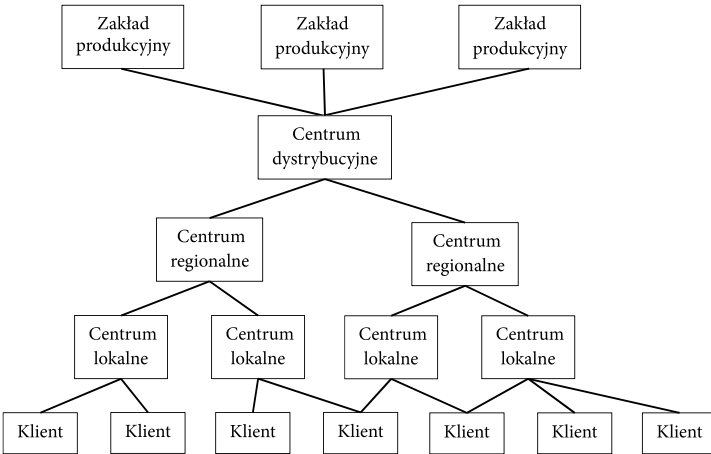 Zakład
produkcyjny
Zakład
produkcyjny
Zakład
produkcyjny
Centrum
dystrybucyjne
Centrum
regionalne
Centrum
regionalne
Centrum
lokalne
Centrum
lokalne
Centrum
lokalne
Centrum
lokalne
Klient
Klient
Klient
Klient
Klient
Klient
Klient